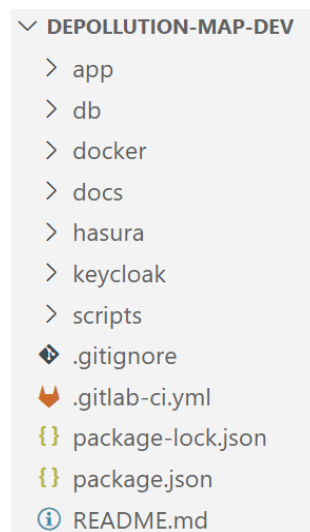 DEPOLLUTION-MAP-DEV
app
db
docker
docs
hasura
keycloak
scripts
.gitignore
.gitlab-ci.yml
package-lock.json
package.json
README.md